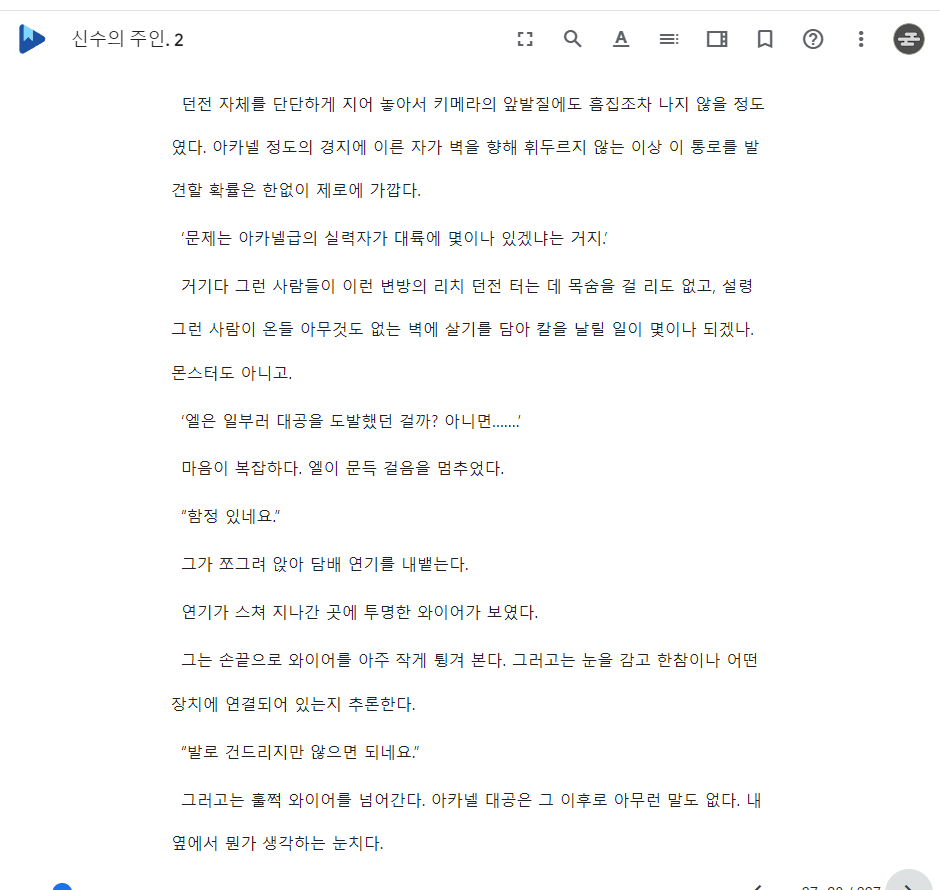 신수의 주인. 2
던전 자체를 단단하게 지어 놓아서 키메라의 앞발질에도 흠집조차 나지 않을 정도
였다. 아카넬 정도의 경지에 이른 자가 벽을 향해 휘두르지 않는 이상 이 통로를 발
견할 확률은 한없이 제로에 가깝다.
‘문제는 아카넬급의 실력자가 대륙에 몇이나 있겠냐는 거지.’
거기다 그런 사람들이 이런 변방의 리치 던전 터는 데 목숨을 걸 리도 없고, 설령
그런 사람이 온들 아무것도 없는 벽에 살기를 담아 칼을 날릴 일이 몇이나 되겠나.
몬스터도 아니고.
‘엘은 일부러 대공을 도발했던 걸까? 아니면…….’
마음이 복잡하다. 엘이 문득 걸음을 멈추었다.
“함정 있네요.”
그가 쪼그려 앉아 담배 연기를 내뱉는다.
연기가 스쳐 지나간 곳에 투명한 와이어가 보였다.
그는 손끝으로 와이어를 아주 작게 튕겨 본다. 그러고는 눈을 감고 한참이나 어떤
장치에 연결되어 있는지 추론한다.
“발로 건드리지만 않으면 되네요.”
그러고는 훌쩍 와이어를 넘어간다. 아카넬 대공은 그 이후로 아무런 말도 없다. 내
옆에서 뭔가 생각하는 눈치다.